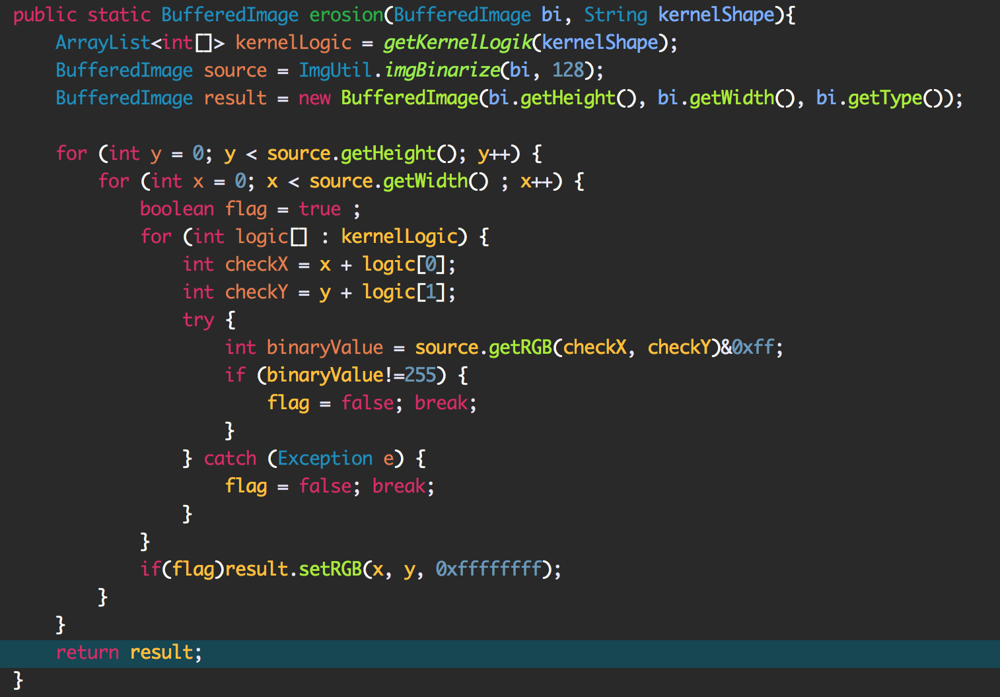 public static BufferedImage erosion(BufferedImage bi, String kernelShape){
    ArrayList<int[]> kernelLogic = getKernelLogik(kernelShape);
    BufferedImage source = ImgUtil.imgBinarize(bi, 128);
    BufferedImage result = new BufferedImage(bi.getHeight(), bi.getWidth(), bi.getType());

    for (int y = 0; y < source.getHeight(); y++) {
        for (int x = 0; x < source.getWidth() ; x++) {
            boolean flag = true ;
            for (int logic[] : kernelLogic) {
                int checkX = x + logic[0];
                int checkY = y + logic[1];
                try {
                    int binaryValue = source.getRGB(checkX, checkY)&0xff;
                    if (binaryValue!=255) {
                        flag = false; break;
                    }
                } catch (Exception e) {
                    flag = false; break;
                }
            }
            if(flag)result.setRGB(x, y, 0xffffffff);
        }
    }
    return result;
}